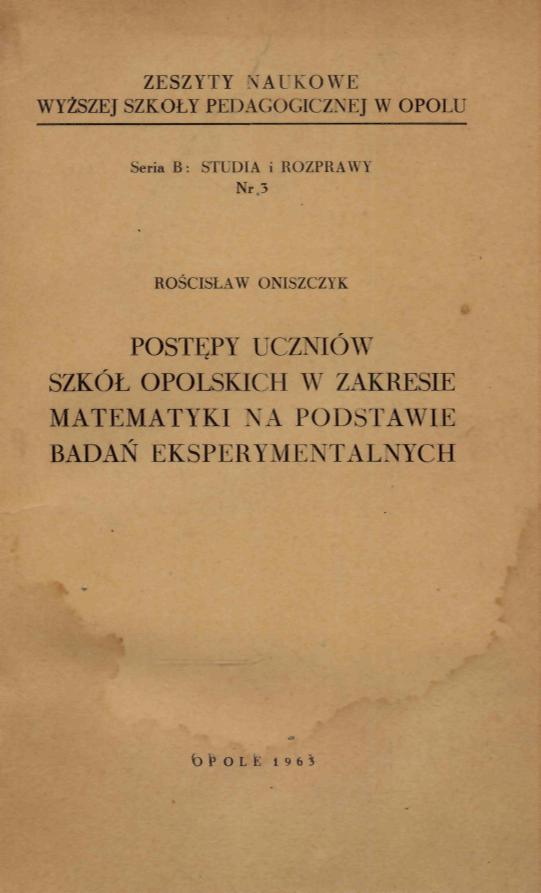 ZESZYTY NAUKOWE
WYŻSZEJ SZKOŁY PEDAGOGICZNEJ W OPOLU
Seria B: STUDIA i ROZPRAWY
Nr 3
ROŚCISŁAW ONISZCZYK
POSTĘPY UCZNIÓW
SZKÓŁ OPOLSKICH W ZAKRESIE
MATEMATYKI NA PODSTAWIE
BADAŃ EKSPERYMENTALNYCH
OPOLE 1963